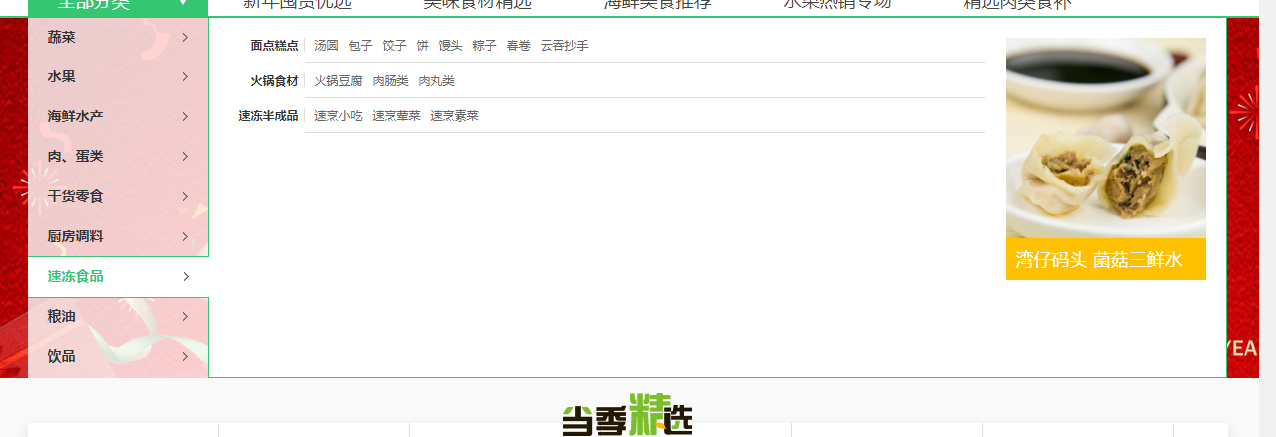 全部分类 新年囤货优选 美味食材精选 海鲜美食推荐 水果热销专场 精选肉类食补
蔬菜
水果
海鲜水产
肉、蛋类
干货零食
厨房调料
速冻食品
粮油
饮品
面点糕点 汤圆 包子 饺子 饼 馒头 粽子 春卷 云吞抄手
火锅食材 火锅豆腐 肉肠类 肉丸类
速冻半成品 速烹小吃 速烹荤菜 速烹素菜
湾仔码头 菌菇三鲜水
YEA
当季精选